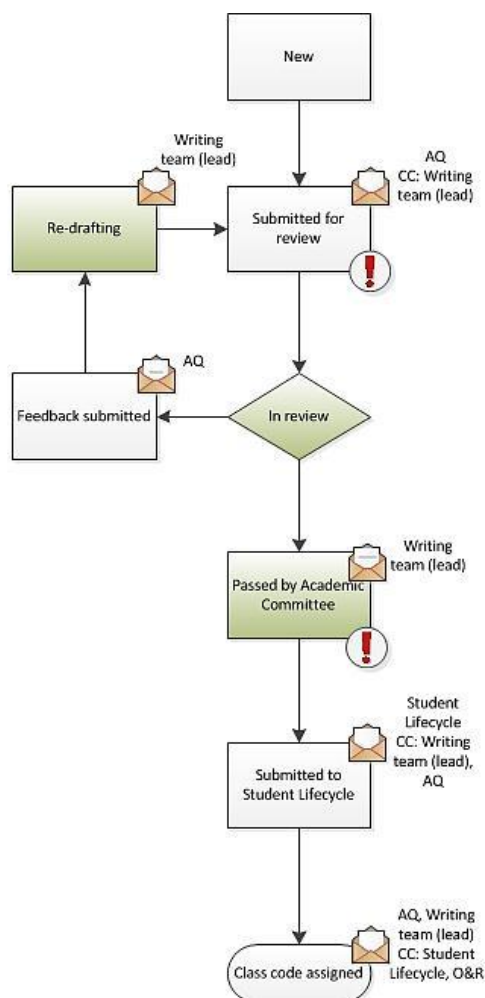 New
Writing
team (lead)
AQ
CC: Writing
team (lead)
Re-drafting
Submitted for
review
AQ
Feedback submitted
In review
Writing
team (lead)
Passed by Academic
Committee
Student
Lifecycle
CC: Writing
team (lead),
AQ
Submitted to
Student Lifecycle
AQ, Writing
team (lead)
CC: Student
Lifecycle, O&R
Class code assigned